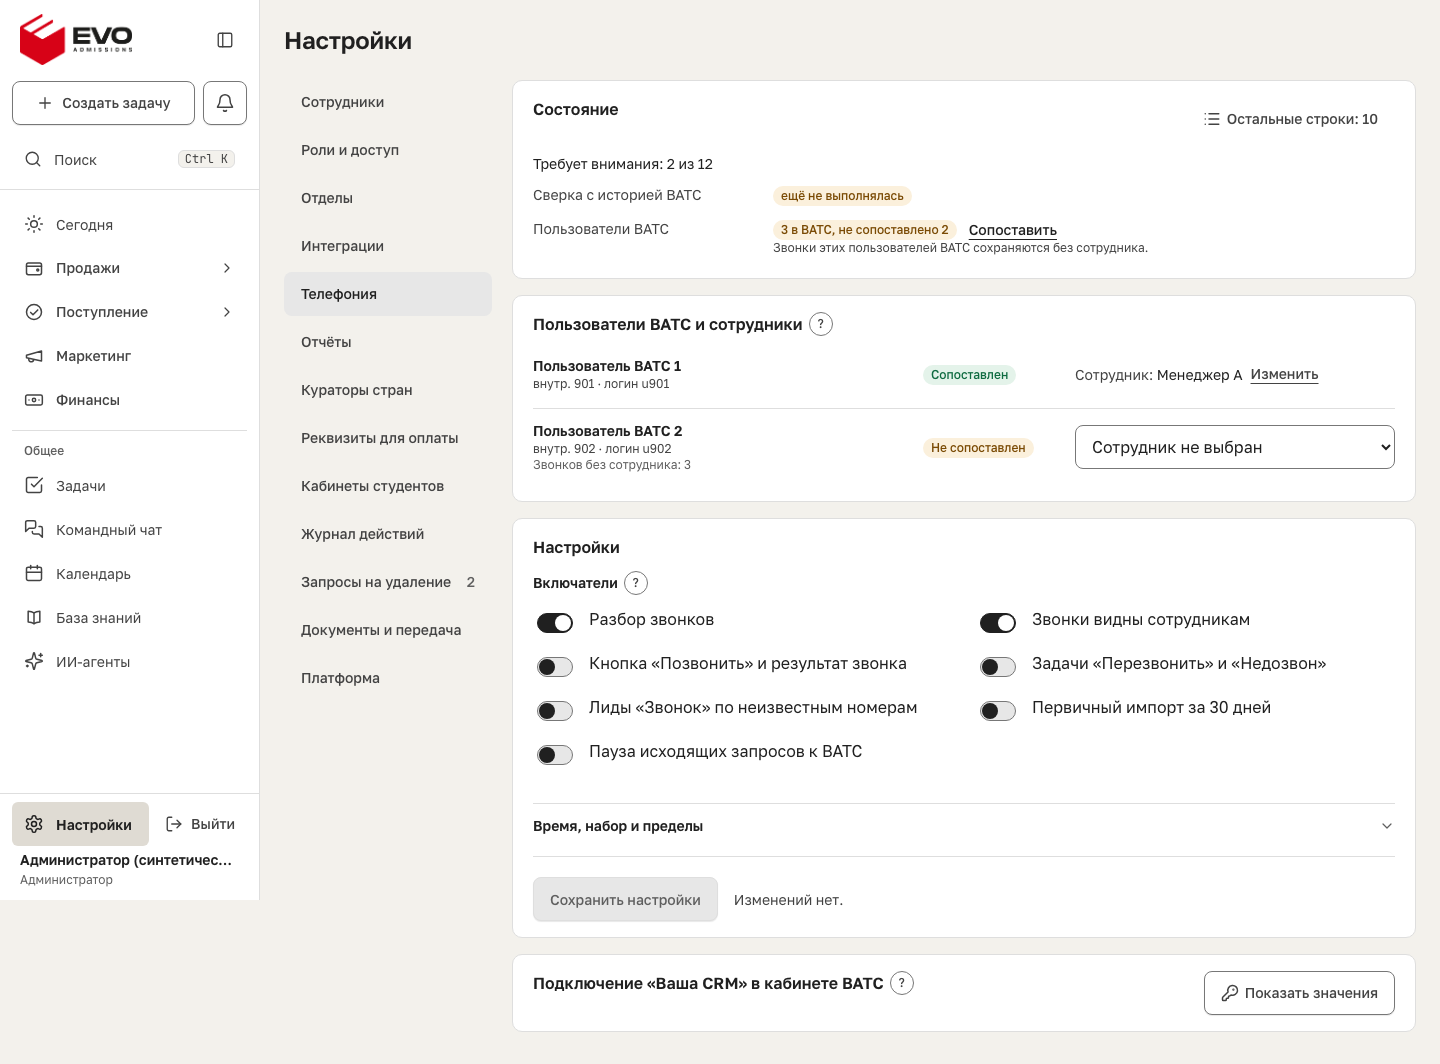 EVO
ADMISSIONS
Создать задачу
Поиск
Ctrl K
Сегодня
Продажи
Поступление
Маркетинг
Финансы
Общее
Задачи
Командный чат
Календарь
База знаний
ИИ-агенты
Настройки
Выйти
Администратор (синтетичес...
Администратор
Настройки
Сотрудники
Роли и доступ
Отделы
Интеграции
Телефония
Отчёты
Кураторы стран
Реквизиты для оплаты
Кабинеты студентов
Журнал действий
Запросы на удаление 2
Документы и передача
Платформа
Состояние
Остальные строки: 10
Требует внимания: 2 из 12
Сверка с историей ВАТС
ещё не выполнялась
Пользователи ВАТС
3 в ВАТС, не сопоставлено 2
Сопоставить
Звонки этих пользователей ВАТС сохраняются без сотрудника.
Пользователи ВАТС и сотрудники ?
Пользователь ВАТС 1
внутр. 901 · логин u901
Сопоставлен
Сотрудник: Менеджер А Изменить
Пользователь ВАТС 2
внутр. 902 · логин u902
Звонков без сотрудника: 3
Не сопоставлен
Сотрудник не выбран
Настройки
Включатели ?
Разбор звонков
Звонки видны сотрудникам
Кнопка «Позвонить» и результат звонка
Задачи «Перезвонить» и «Недозвон»
Лиды «Звонок» по неизвестным номерам
Первичный импорт за 30 дней
Пауза исходящих запросов к ВАТС
Время, набор и пределы
Сохранить настройки
Изменений нет.
Подключение «Ваша CRM» в кабинете ВАТС ?
Показать значения